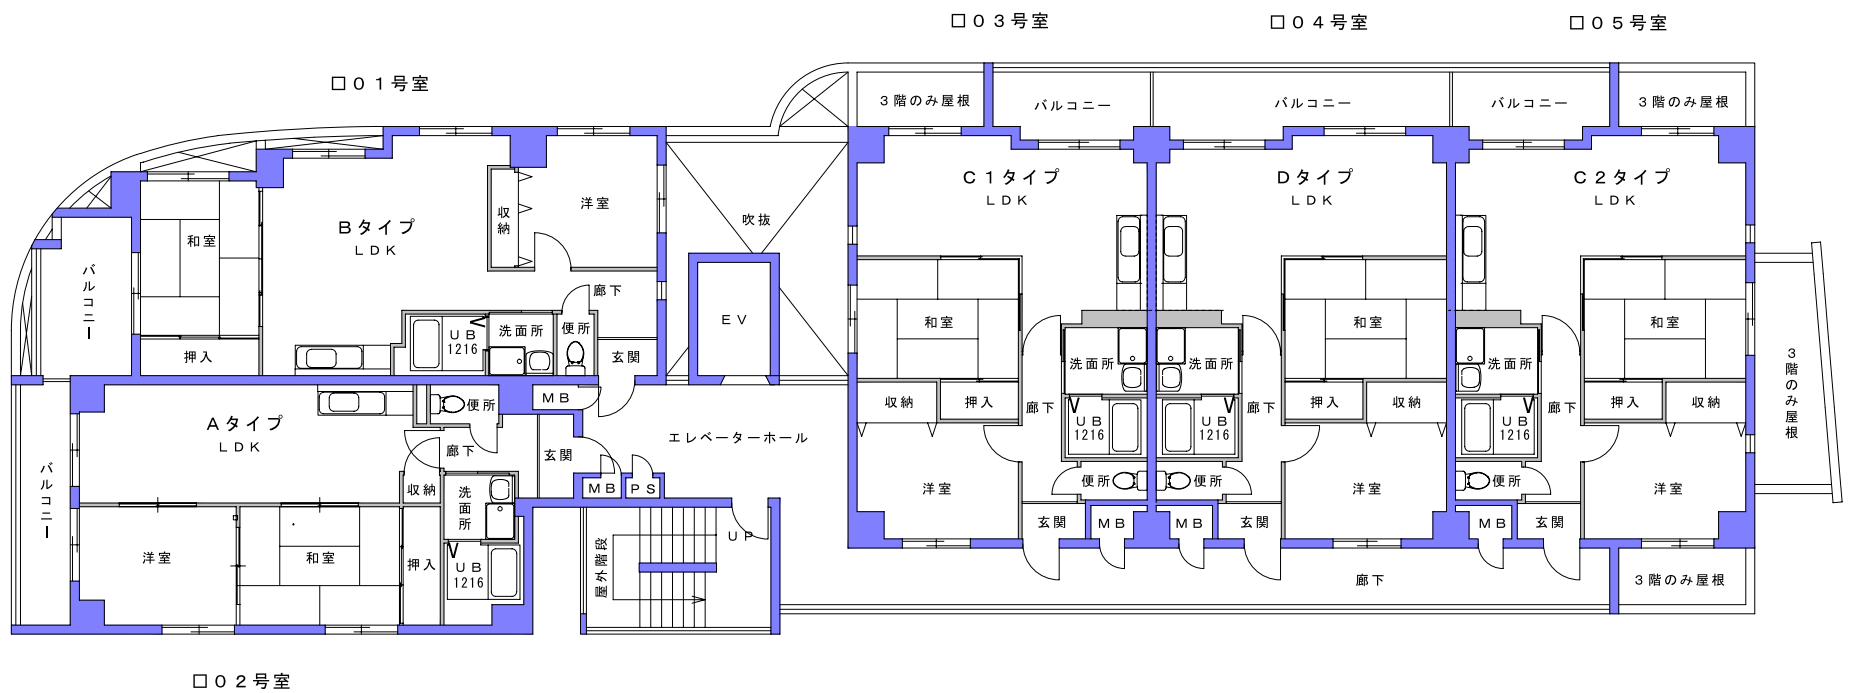 □０３号室
□０４号室
□０５号室
□０１号室
３階のみ屋根
バルコニー
バルコニー
バルコニー
３階のみ屋根
Ｂタイプ
ＬＤＫ
和室
収納
洋室
吹抜
バルコニー
廊下
押入
ＵＢ
1216
洗面所
便所
玄関
ＥＶ
Ｃ１タイプ
ＬＤＫ
和室
洗面所
収納
押入
廊下
ＵＢ
1216
洋室
便所
玄関
ＭＢ
Ｄタイプ
ＬＤＫ
和室
洗面所
廊下
押入
収納
ＵＢ
1216
便所
洋室
ＭＢ
玄関
Ｃ２タイプ
ＬＤＫ
和室
洗面所
廊下
押入
収納
ＵＢ
1216
便所
洋室
ＭＢ
玄関
３階のみ屋根
Ａタイプ
ＬＤＫ
便所
ＭＢ
廊下
玄関
エレベーターホール
バルコニー
収納
洗面所
ＭＢ
ＰＳ
洋室
和室
押入
ＵＢ
1216
屋外階段
ＵＰ
廊下
３階のみ屋根
□０２号室